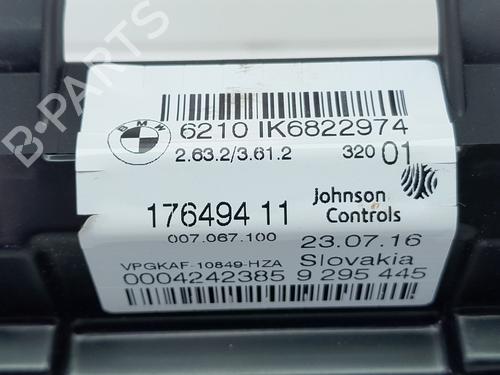 B-PARTS
BMW
6210 IK6822974
2.63.2/3.61.2 320 01
176494 11 Johnson Controls
007.067.100 23.07.16
VPGKAF-10849-HZA Slovakia
0004242385 9 295 445